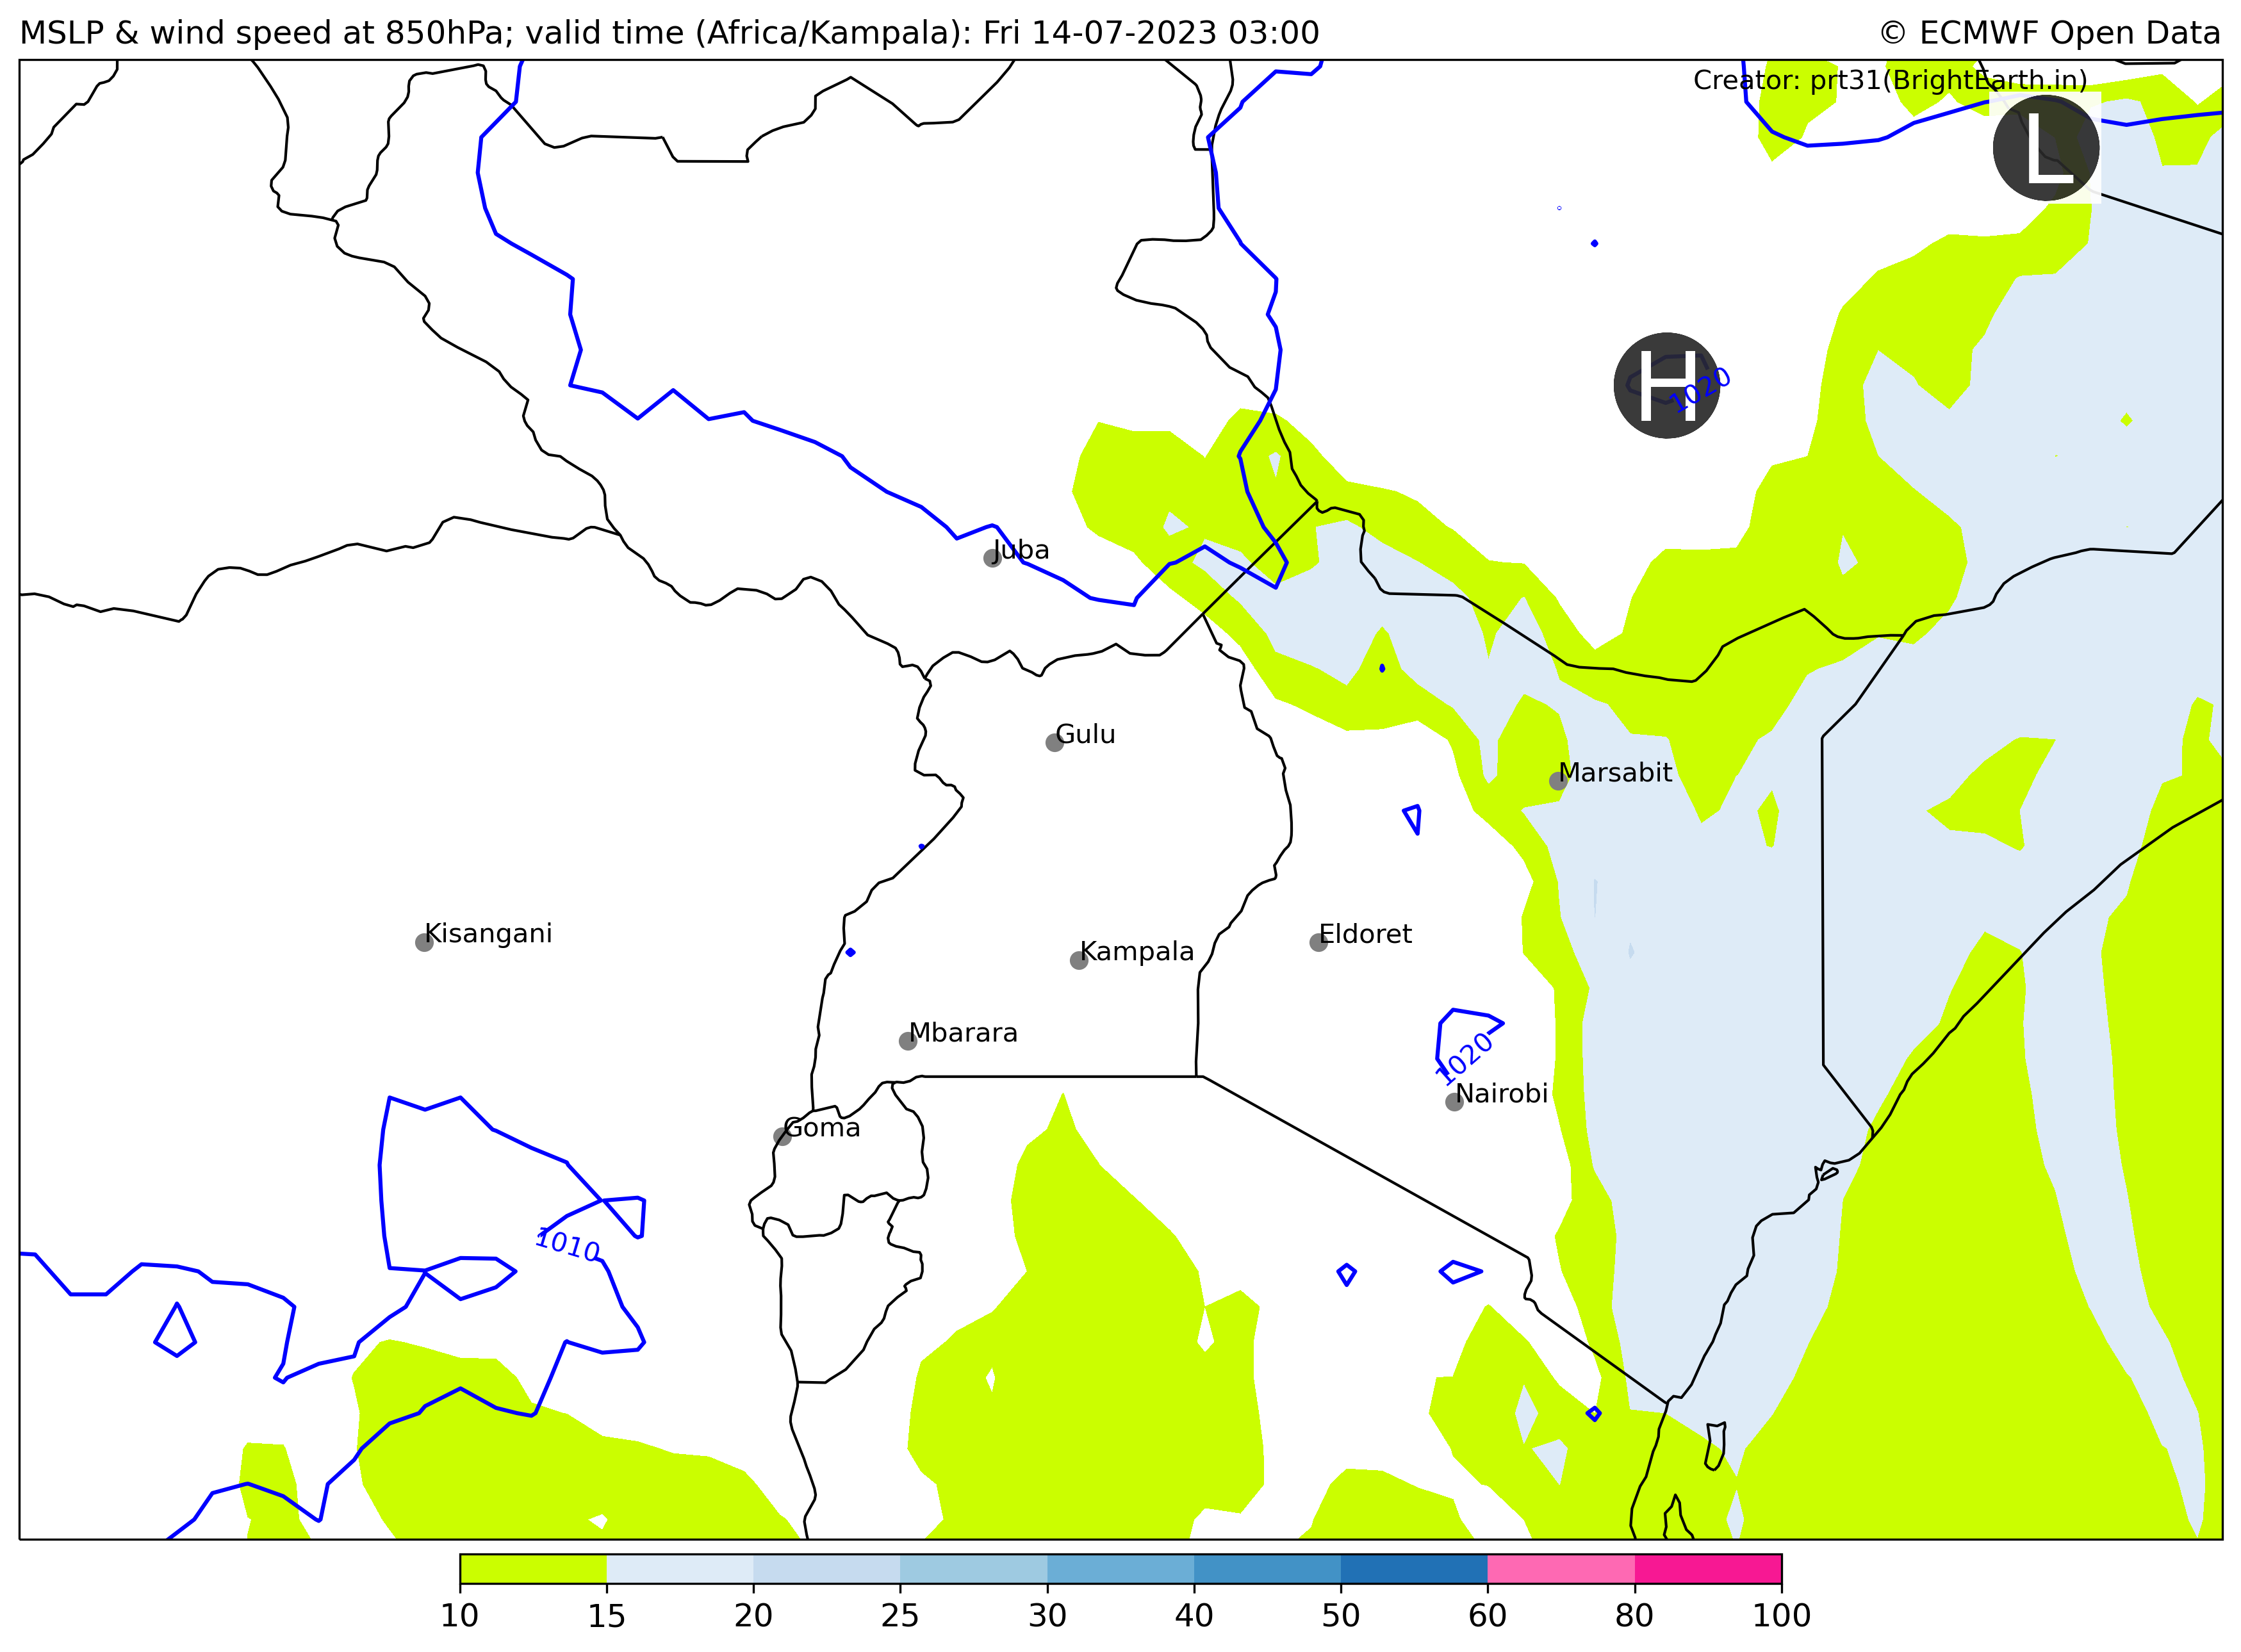 MSLP & wind speed at 850hPa; valid time (Africa/Kampala): Fri 14-07-2023 03:00
© ECMWF Open Data
Creator: prt31(BrightEarth.in)
L
H
1020
Juba
Gulu
Marsabit
Kisangani
Eldoret
Kampala
Mbarara
1020
Nairobi
Goma
1010
10 15 20 25 30 40 50 60 80 100